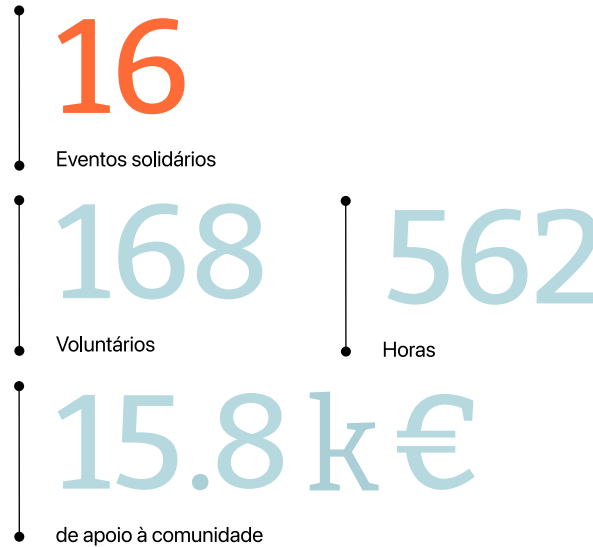 16
Eventos solidários
168
562
Voluntários
Horas
15.8 k €
de apoio à comunidade